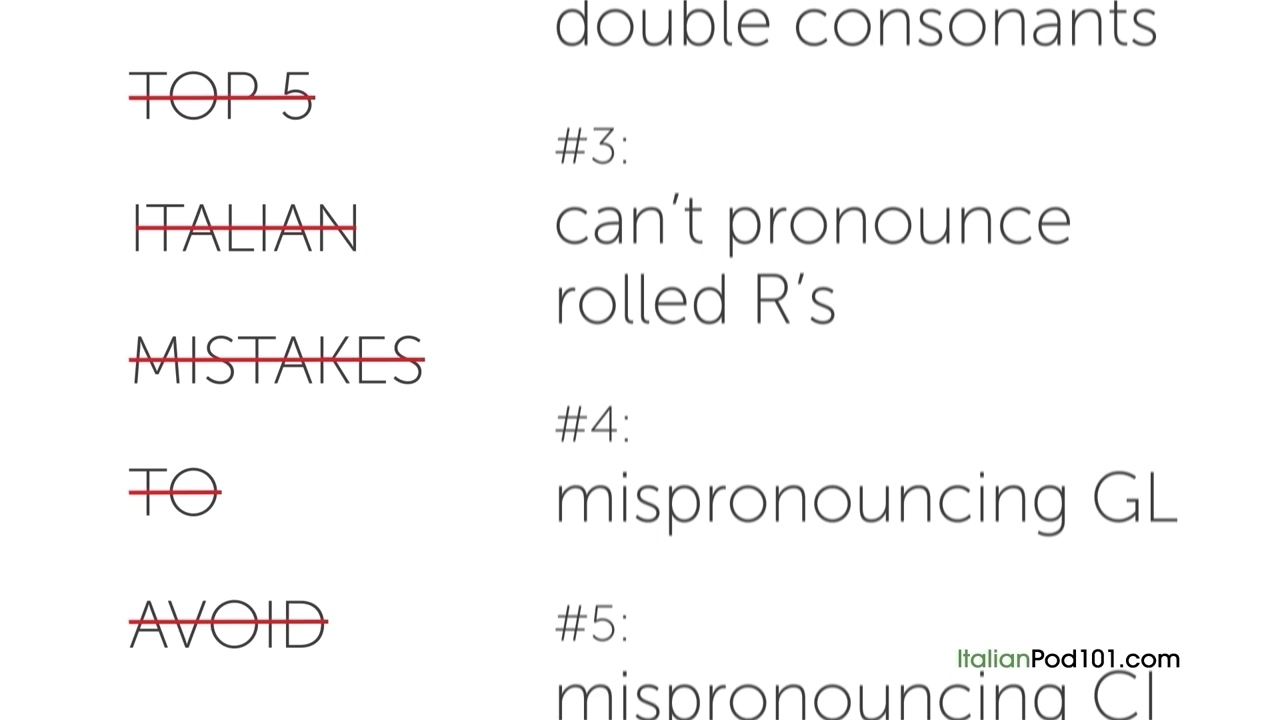 TOP 5
ITALIAN
MISTAKES
TO
AVOID
double consonants
#3:
can't pronounce
rolled R's
#4:
mispronouncing GL
#5:
mispronouncing
ItalianPod101.com